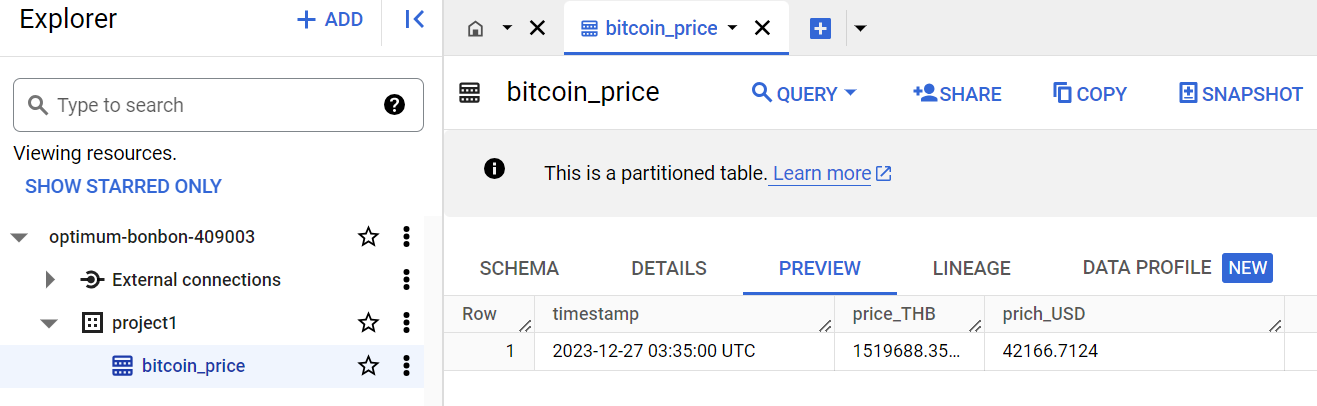 Explorer
+ ADD
bitcoin_price
Type to search
?
Viewing resources.
SHOW STARRED ONLY
optimum-bonbon-409003
External connections
project1
bitcoin_price
bitcoin_price
QUERY
SHARE
COPY
SNAPSHOT
This is a partitioned table. Learn more
SCHEMA DETAILS PREVIEW LINEAGE DATA PROFILE NEW
Row timestamp price_THB prich_USD
1 2023-12-27 03:35:00 UTC 1519688.35... 42166.7124